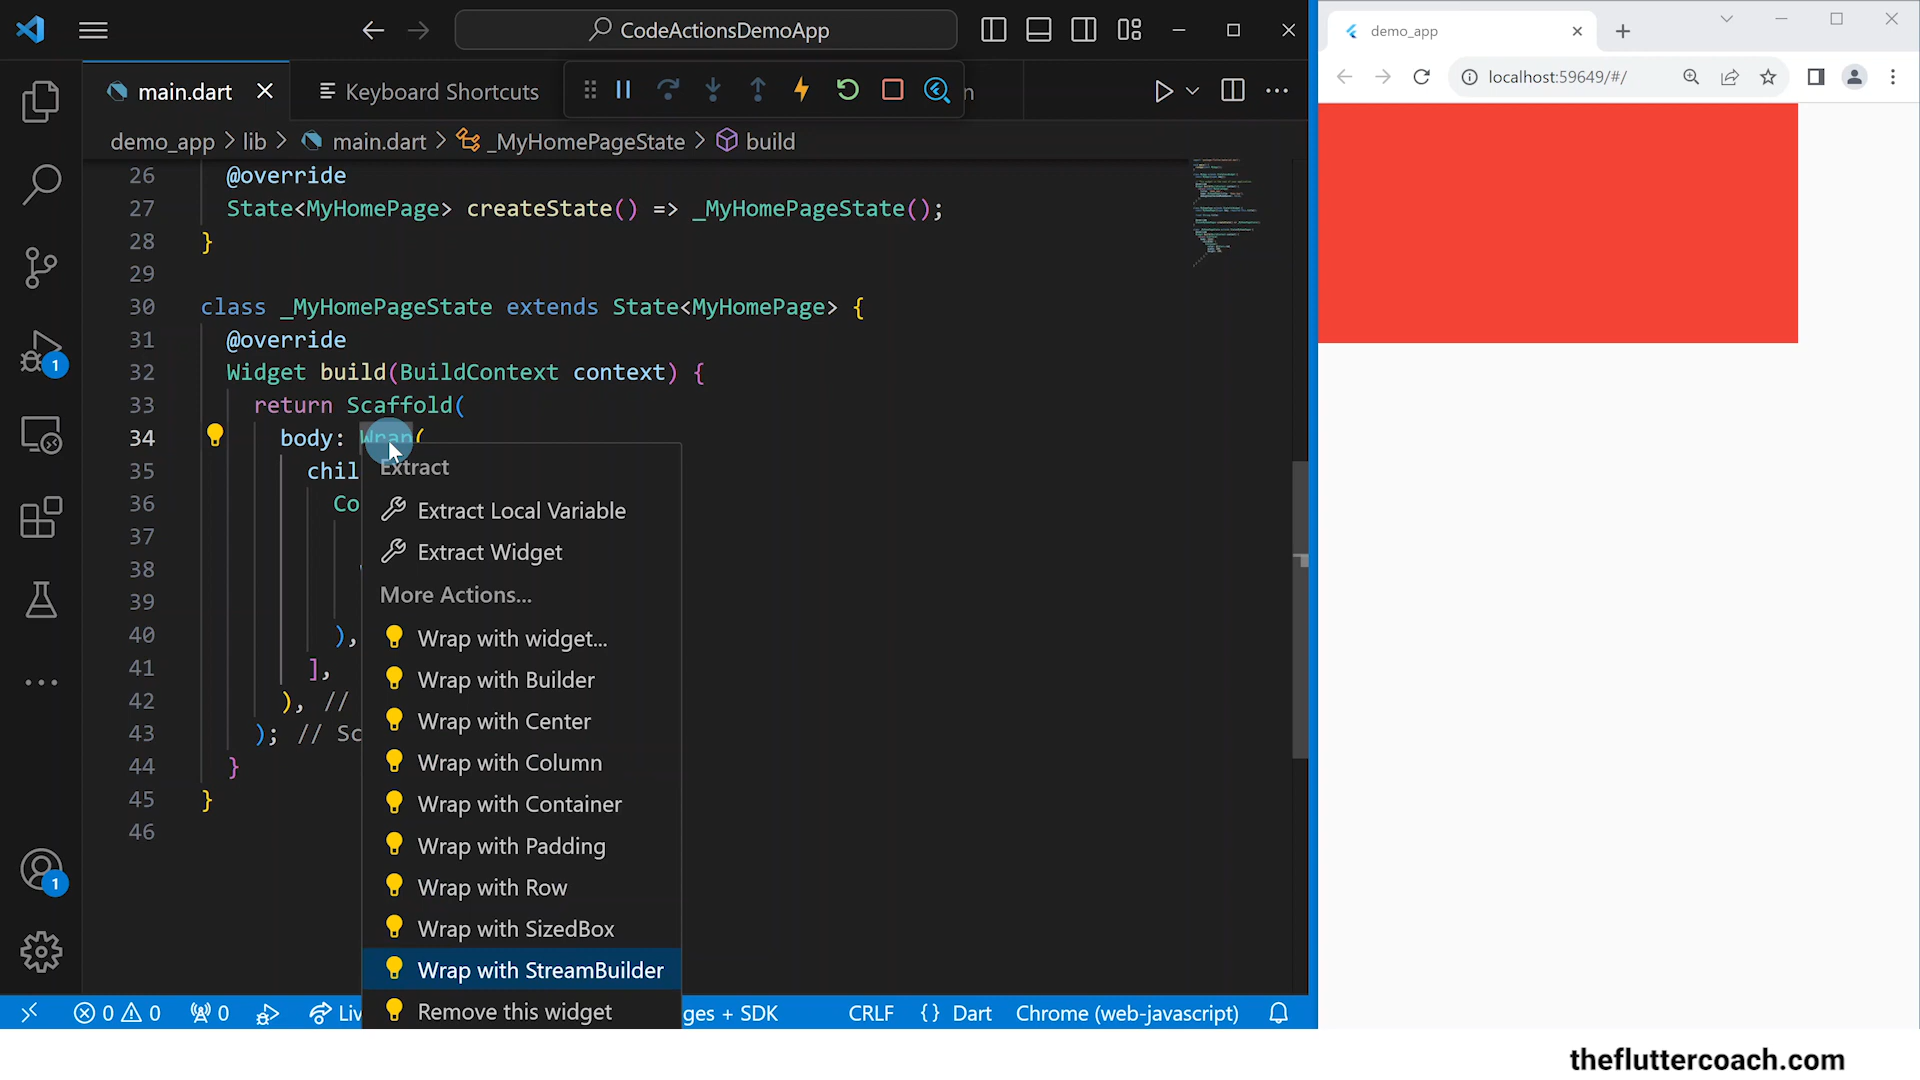 CodeActionsDemoApp
main.dart
Keyboard Shortcuts
n
demo_app > lib > main.dart > _MyHomePageState > build
26 @override
27 State<MyHomePage> createState() => _MyHomePageState();
28 }
29
30 class _MyHomePageState extends State<MyHomePage> {
31 @override
32 Widget build(BuildContext context) {
33 return Scaffold(
34 body: Wrap(
35 chil
36 Co
37
38
39
40 ),
41 ],
42 ), //
43 ); // Sc
44 }
45 }
46
Extract
Extract Local Variable
Extract Widget
More Actions...
Wrap with widget...
Wrap with Builder
Wrap with Center
Wrap with Column
Wrap with Container
Wrap with Padding
Wrap with Row
Wrap with SizedBox
Wrap with StreamBuilder
Remove this widget
1
1
0 0 0 Liv ges + SDK CRLF {} Dart Chrome (web-javascript)
demo_app
localhost:59649/#/
thefluttercoach.com